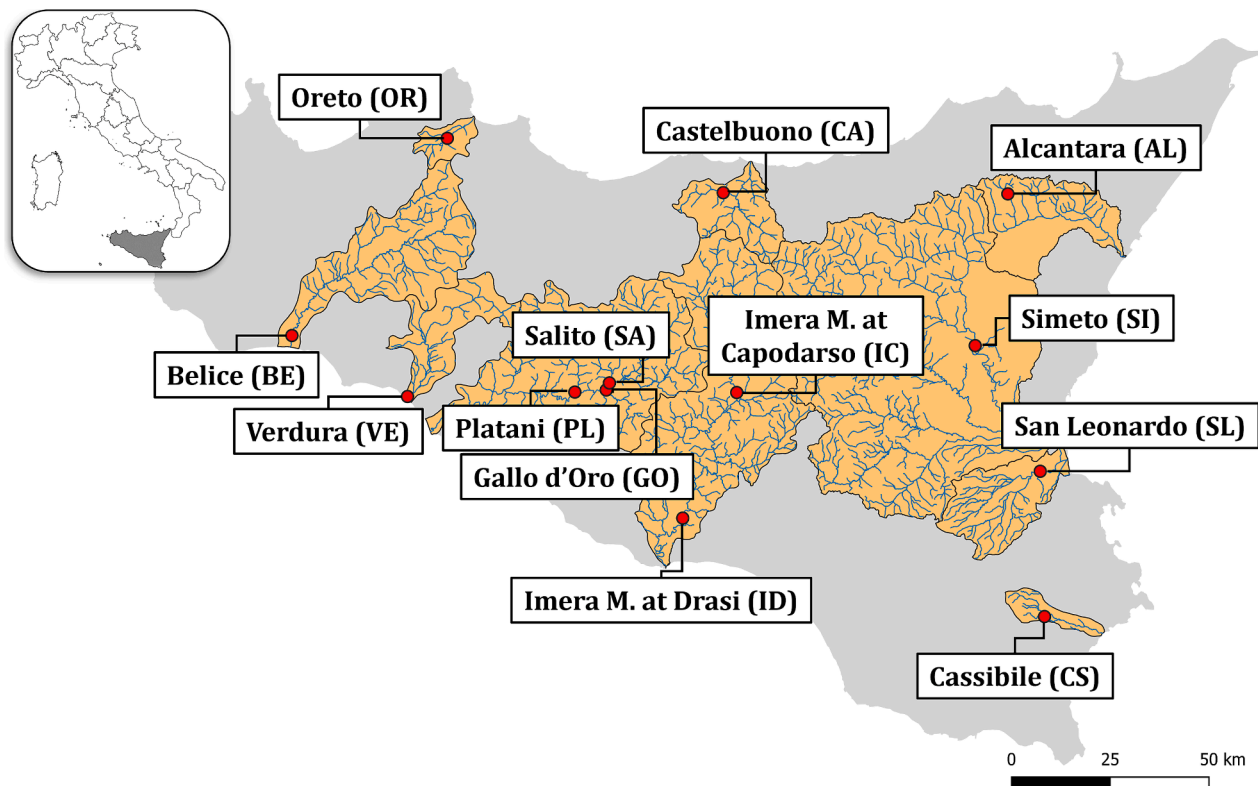 Oreto (OR)
Castelbuono (CA)
Alcantara (AL)
Salito (SA)
Imera M. at
Capodarso (IC)
Simeto (SI)
Belice (BE)
Verdura (VE)
Platani (PL)
San Leonardo (SL)
Gallo d’Oro (GO)
Imera M. at Drasi (ID)
Cassibile (CS)
0 25 50 km